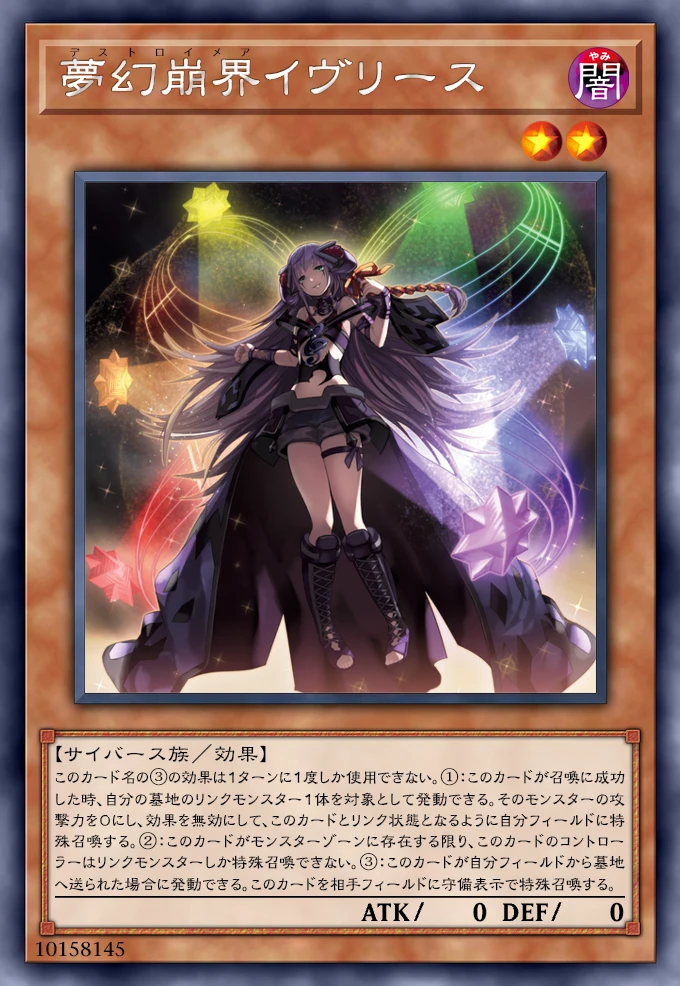 デストロイメア
夢幻崩界イヴリース
やみ
闇
【サイバース族／効果】
このカード名の③の効果は1ターンに1度しか使用できない。①：このカードが召喚に成功
した時、自分の墓地のリンクモンスター1体を対象として発動できる。そのモンスターの攻
撃力を0にし、効果を無効にして、このカードとリンク状態となるように自分フィールドに特
殊召喚する。②：このカードがモンスターゾーンに存在する限り、このカードのコントロー
ラーはリンクモンスターしか特殊召喚できない。③：このカードが自分フィールドから墓地
へ送られた場合に発動できる。このカードを相手フィールドに守備表示で特殊召喚する。
ATK/ 0 DEF/ 0
10158145